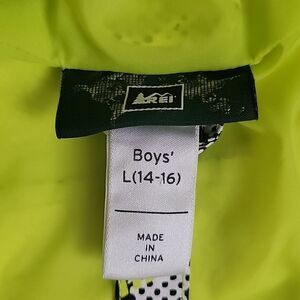 REI
Boys'
L(14-16)
MADE
IN
CHINA